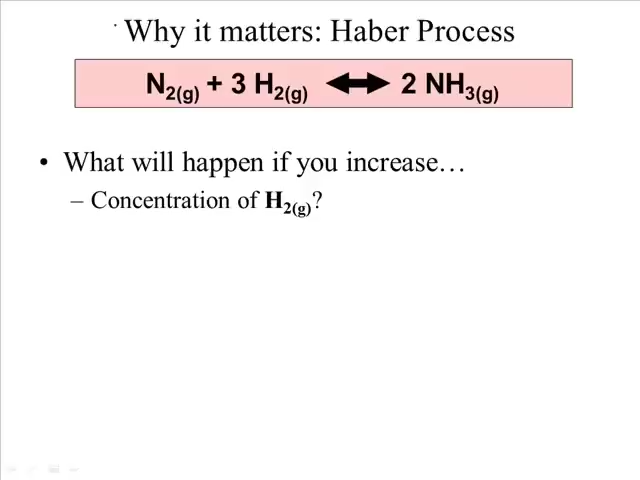 Why it matters: Haber Process
N2(g) + 3 H2(g) ⟷ 2 NH3(g)
• What will happen if you increase…
– Concentration of H2(g)?